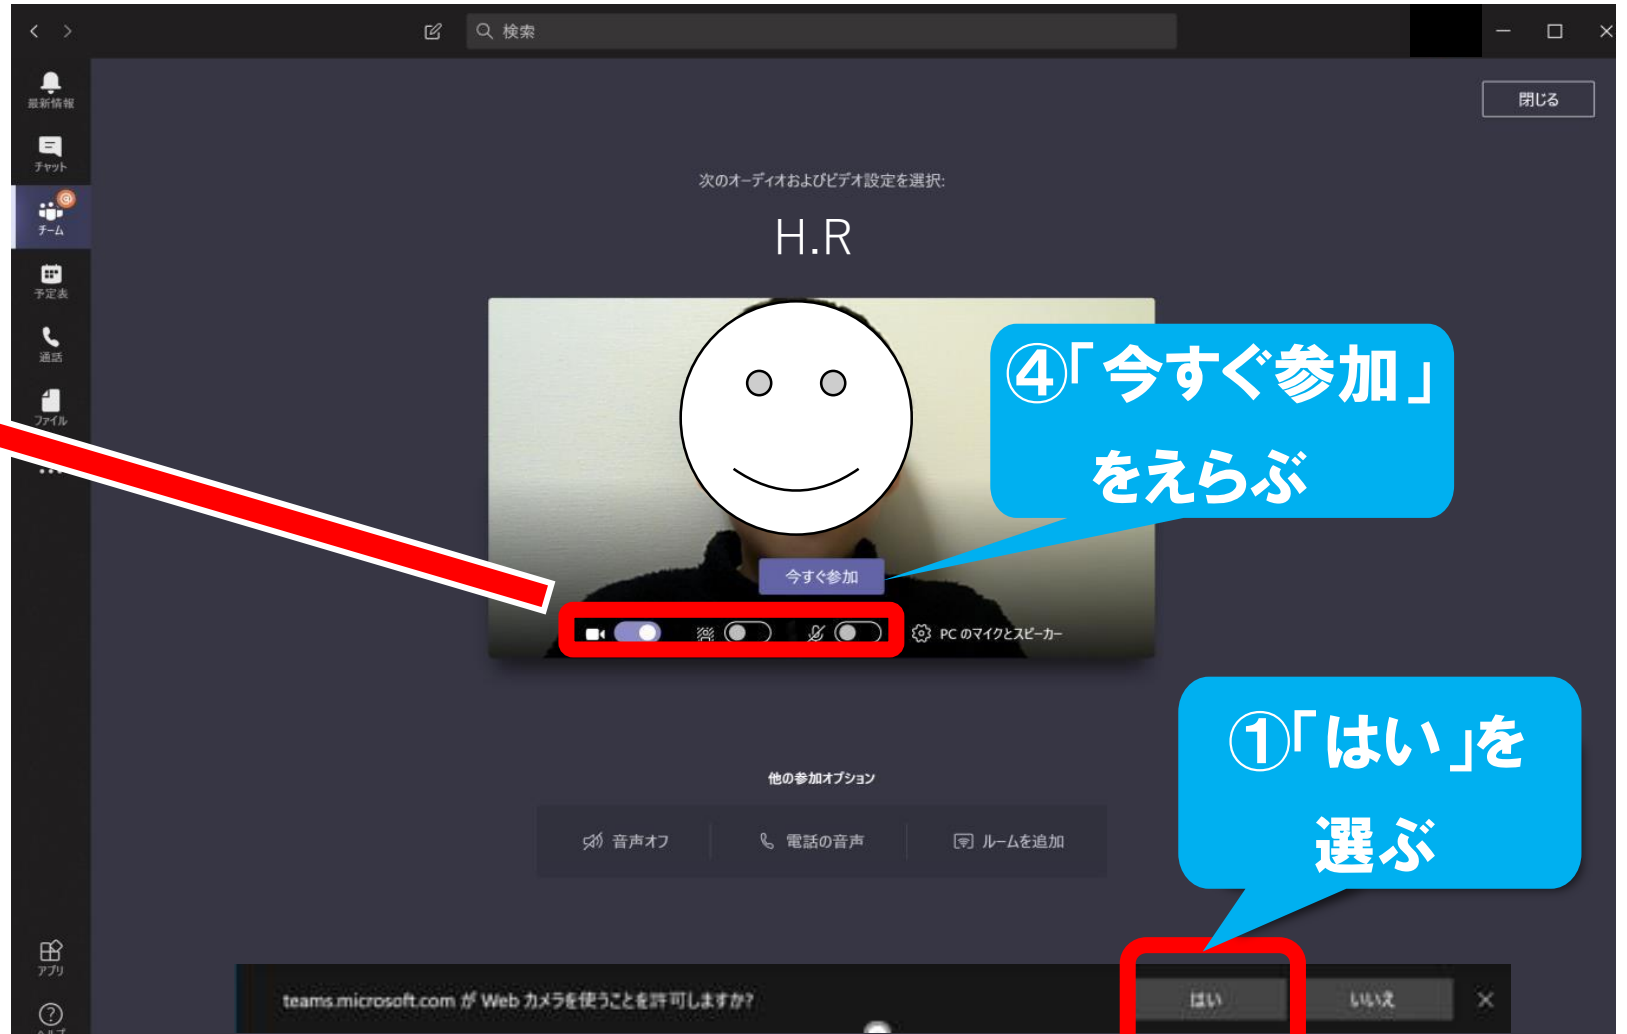 検索
最新情報
チャット
チーム
予定表
通話
ファイル
閉じる
次のオーディオおよびビデオ設定を選択:
H.R
④「今すぐ参加」
をえらぶ
今すぐ参加
PC のマイクとスピーカー
①「はい」を
選ぶ
他の参加オプション
音声オフ
電話の音声
ルームを追加
アプリ
teams.microsoft.com が Web カメラを使うことを許可しますか?
はい
いいえ
ヘルプ